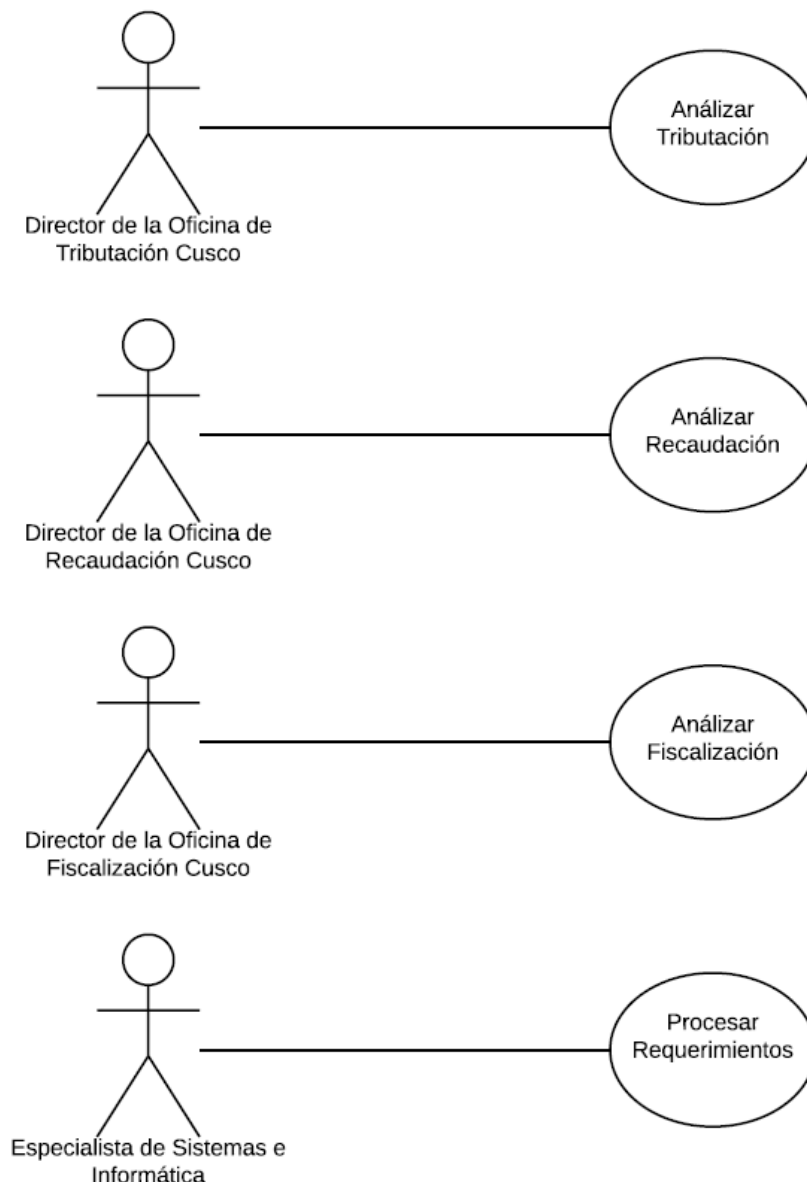 Análizar
Tributación
Director de la Oficina de
Tributación Cusco
Análizar
Recaudación
Director de la Oficina de
Recaudación Cusco
Análizar
Fiscalización
Director de la Oficina de
Fiscalización Cusco
Procesar
Requerimientos
Especialista de Sistemas e
Informática